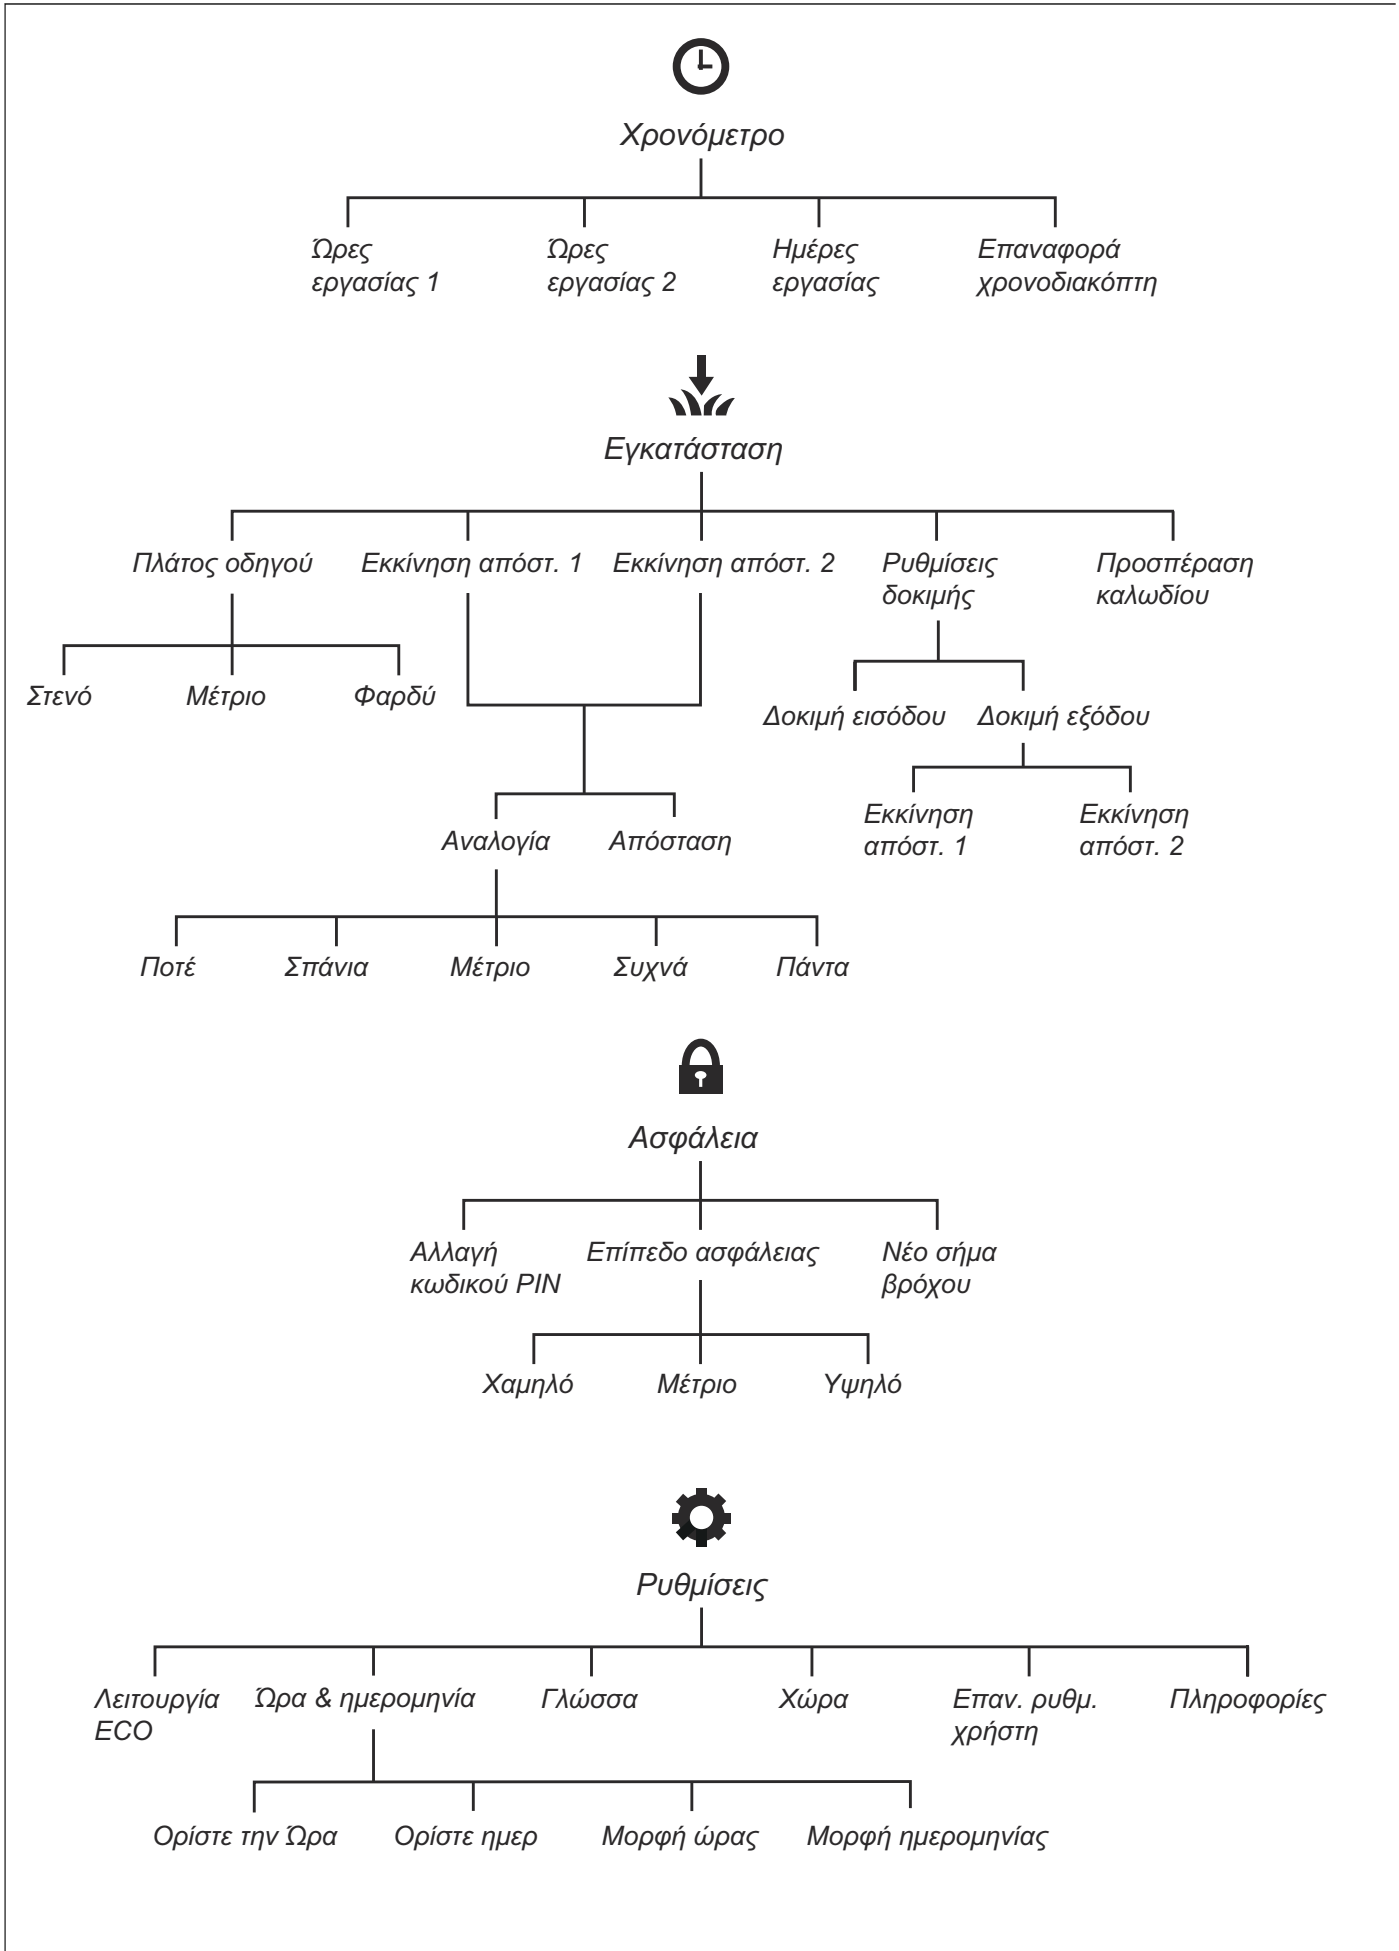 Χρονόμετρο
Ώρες
εργασίας 1
Ώρες
εργασίας 2
Ημέρες
εργασίας
Επαναφορά
χρονοδιακόπτη
Εγκατάσταση
Πλάτος οδηγού
Εκκίνηση απόστ. 1
Εκκίνηση απόστ. 2
Ρυθμίσεις
δοκιμής
Προσπέραση
καλωδίου
Στενό
Μέτριο
Φαρδύ
Δοκιμή εισόδου
Δοκιμή εξόδου
Αναλογία
Απόσταση
Εκκίνηση
απόστ. 1
Εκκίνηση
απόστ. 2
Ποτέ
Σπάνια
Μέτριο
Συχνά
Πάντα
Ασφάλεια
Αλλαγή
κωδικού PIN
Επίπεδο ασφάλειας
Νέο σήμα
βρόχου
Χαμηλό
Μέτριο
Υψηλό
Ρυθμίσεις
Λειτουργία
ECO
Ώρα & ημερομηνία
Γλώσσα
Χώρα
Επαν. ρυθμ.
χρήστη
Πληροφορίες
Ορίστε την Ώρα
Ορίστε ημερ
Μορφή ώρας
Μορφή ημερομηνίας